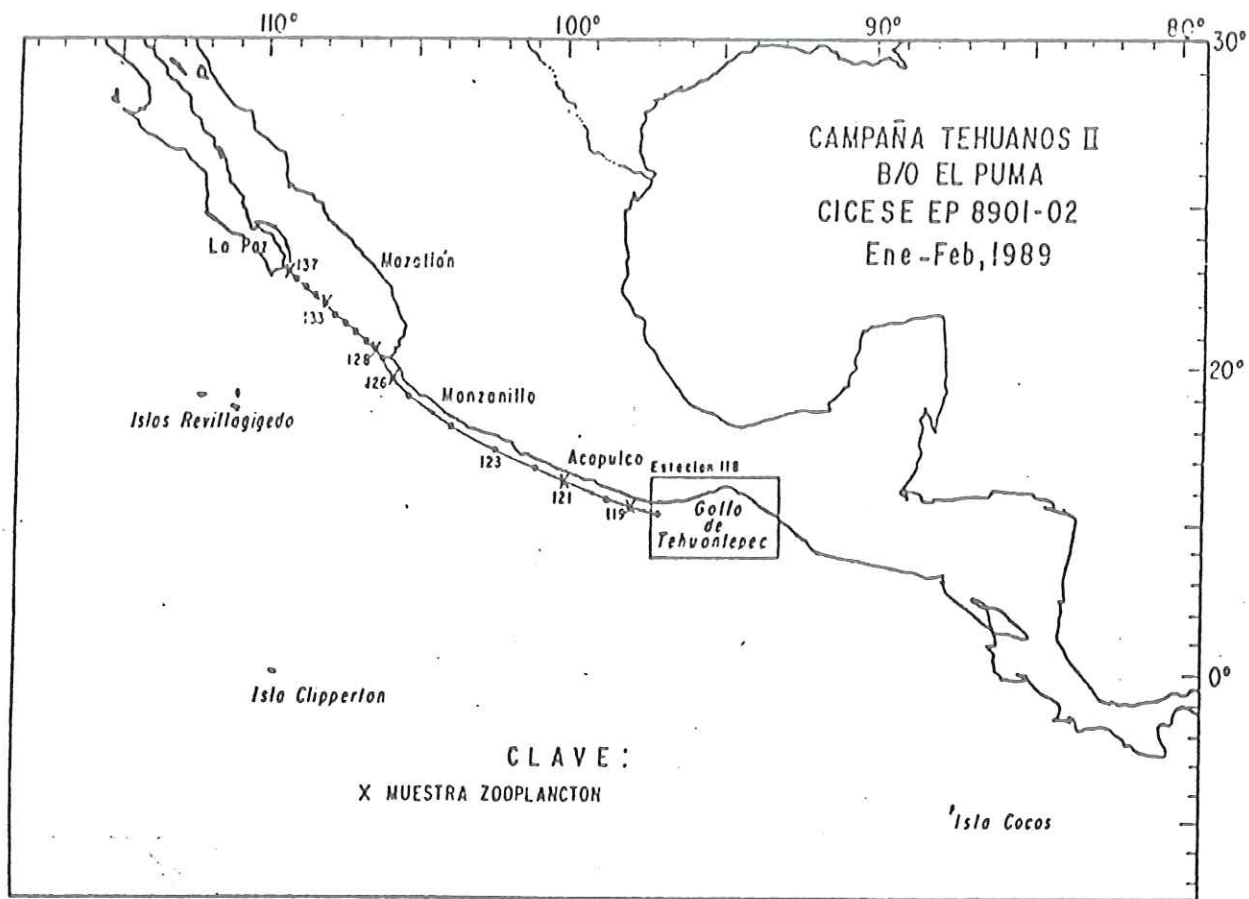 110° 100° 90° 80°
30°
CAMPAÑA TEHUANOS II
B/O EL PUMA
CICESE EP 8901-02
Ene-Feb, 1989
La Paz
137
Mazatlán
133
128
20°
126
Manzanillo
Islas Revillagigedo
Acapulco
123
Estacion 118
121
119
Golfo
de
Tehuantepec
0°
Isla Clipperton
CLAVE:
X MUESTRA ZOOPLANCTON
Isla Cocos